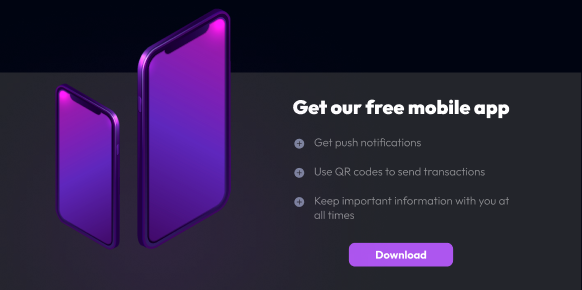 Get our free mobile app
Get push notifications
Use QR codes to send transactions
Keep important information with you at
all times
Download